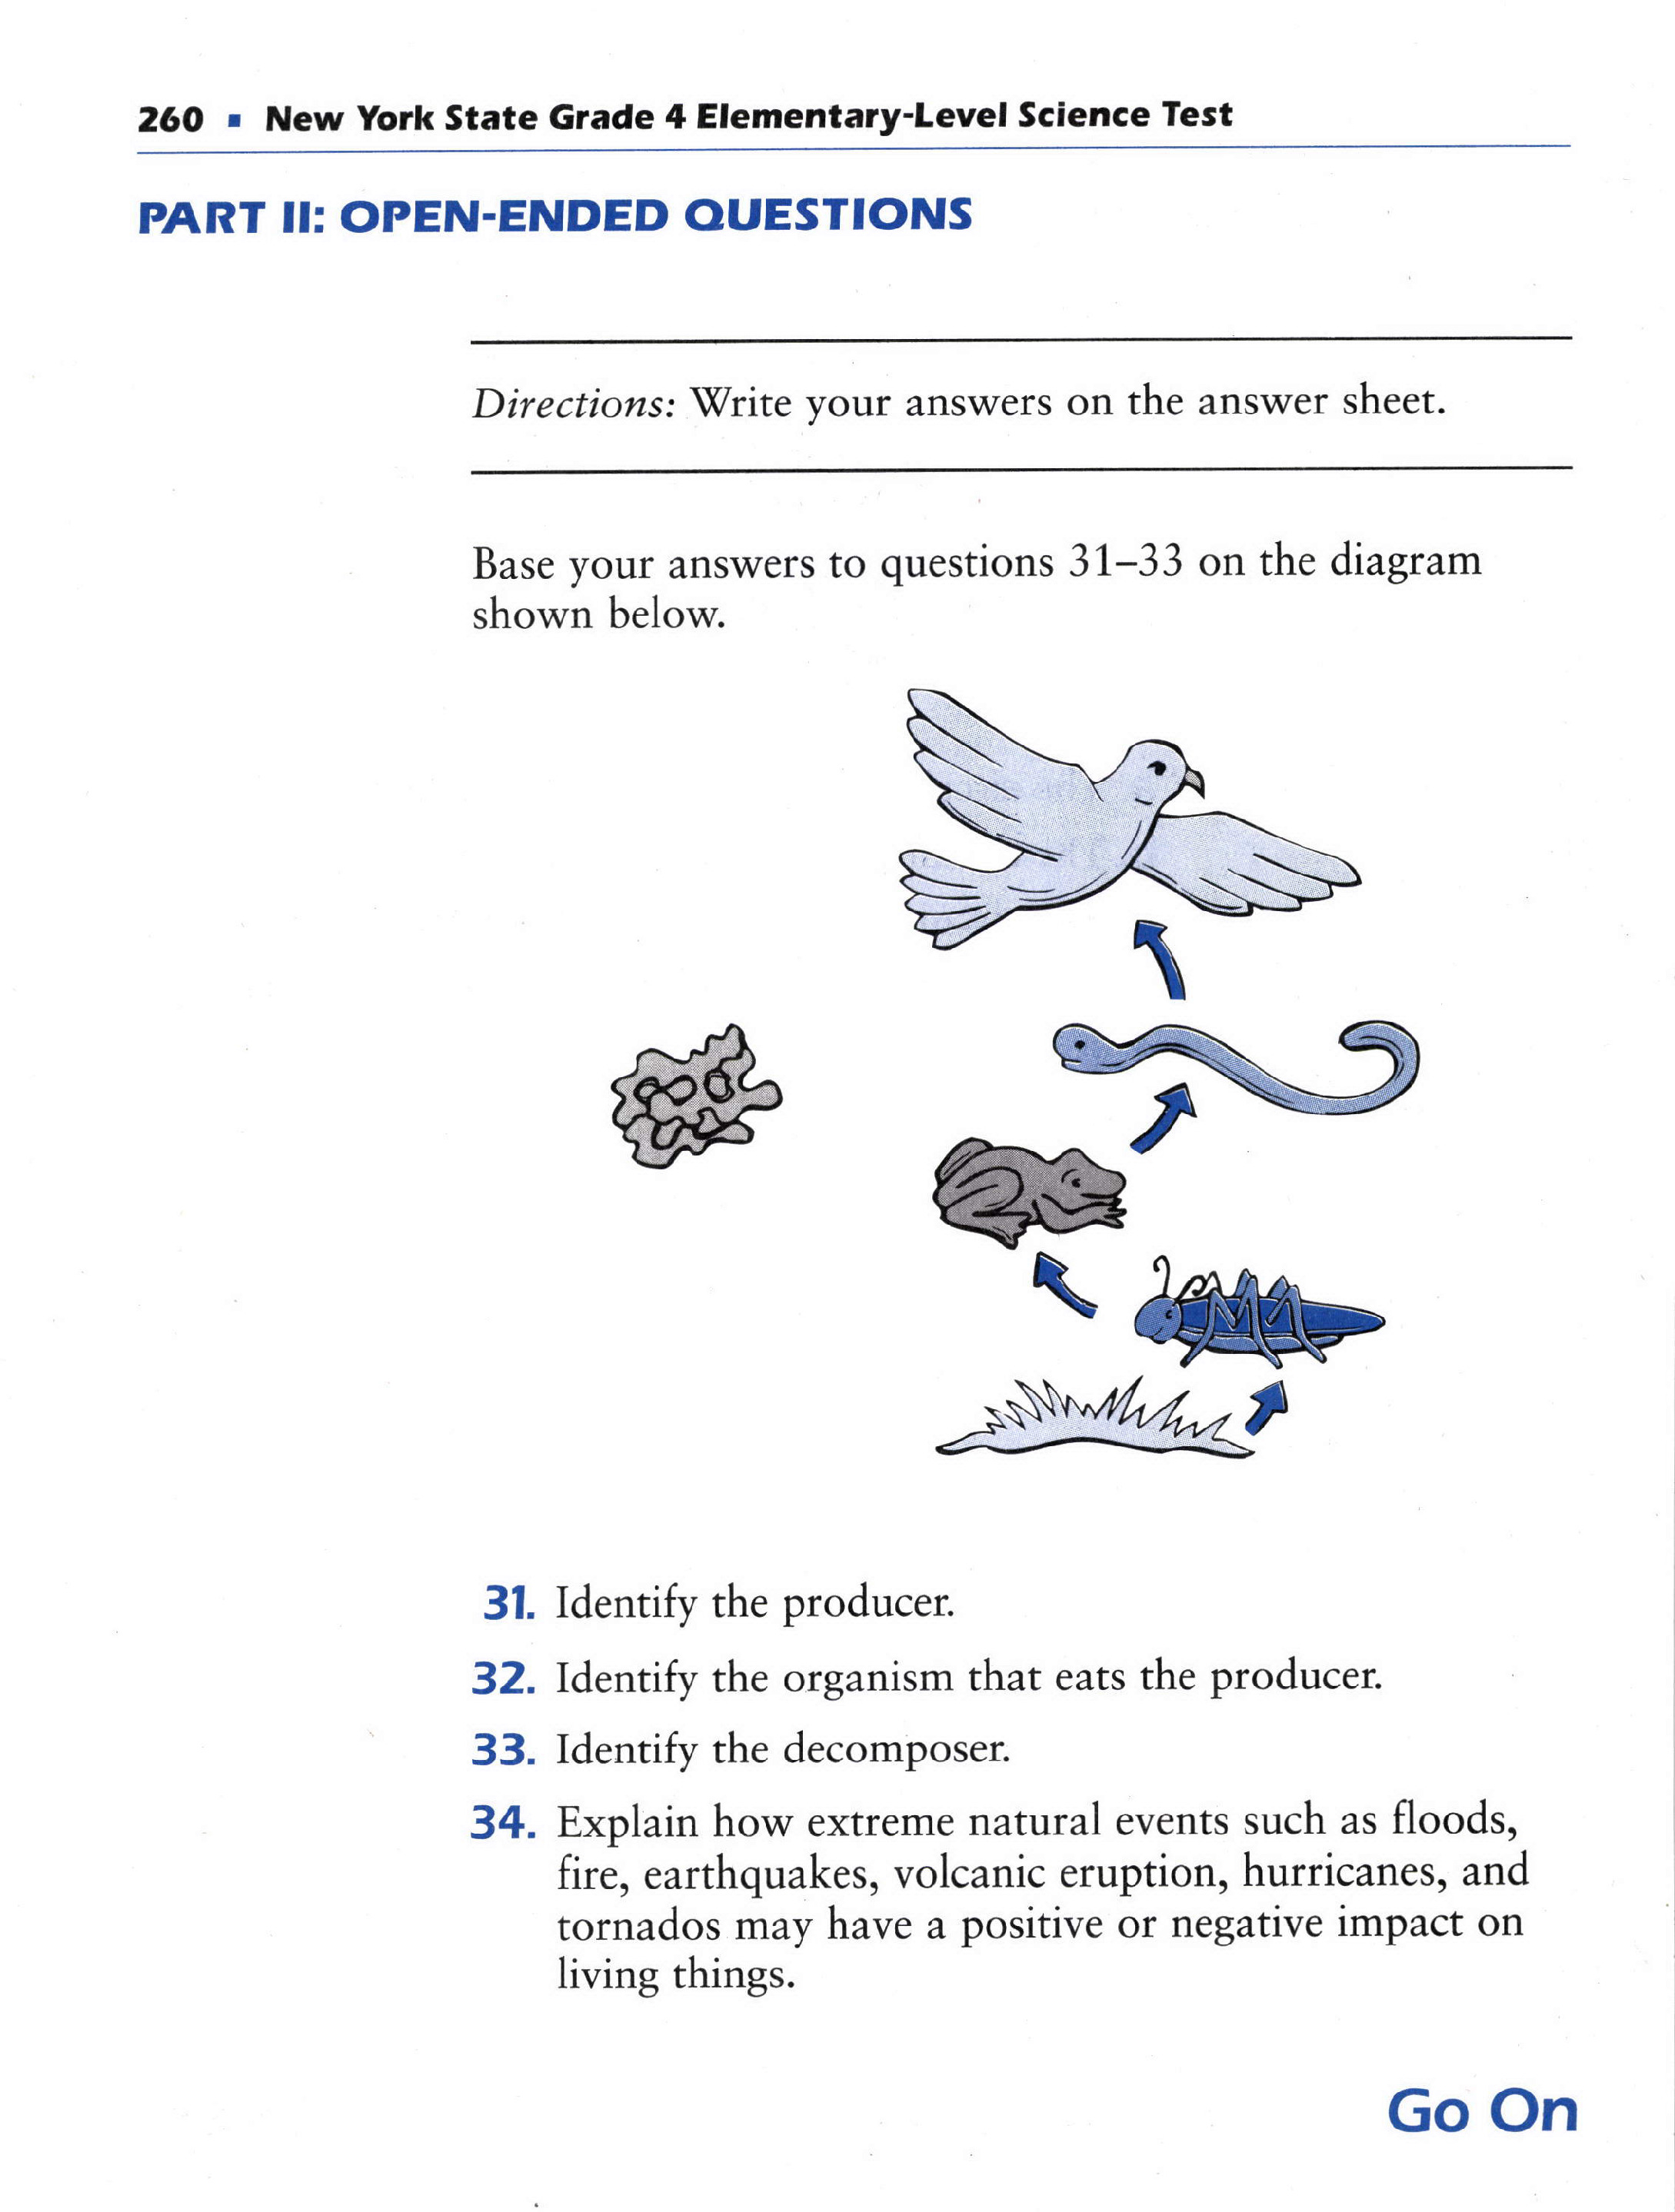 260 ▪ New York State Grade 4 Elementary-Level Science Test
PART II: OPEN-ENDED QUESTIONS
Directions: Write your answers on the answer sheet.
Base your answers to questions 31–33 on the diagram
shown below.
31. Identify the producer.
32. Identify the organism that eats the producer.
33. Identify the decomposer.
34. Explain how extreme natural events such as floods,
fire, earthquakes, volcanic eruption, hurricanes, and
tornados may have a positive or negative impact on
living things.
Go On